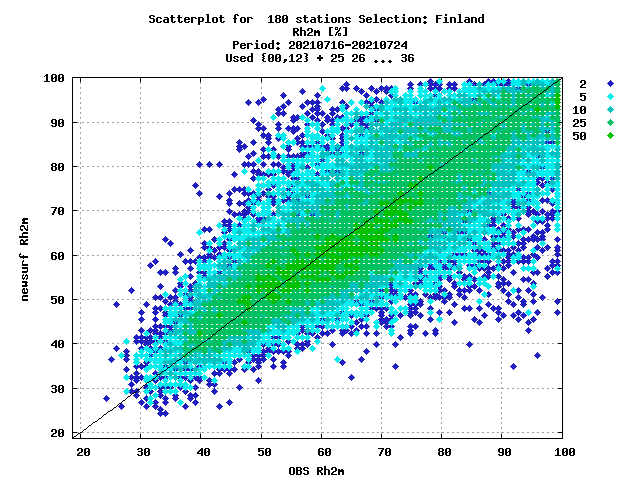 Scatterplot for  180 stations Selection: Finland
Rh2m [%]
Period: 20210716-20210724
Used {00,12} + 25 26 ... 36
2
5
10
25
50
100
90
80
70
60
50
40
30
20
newsurf Rh2m
20 30 40 50 60 70 80 90 100
OBS Rh2m